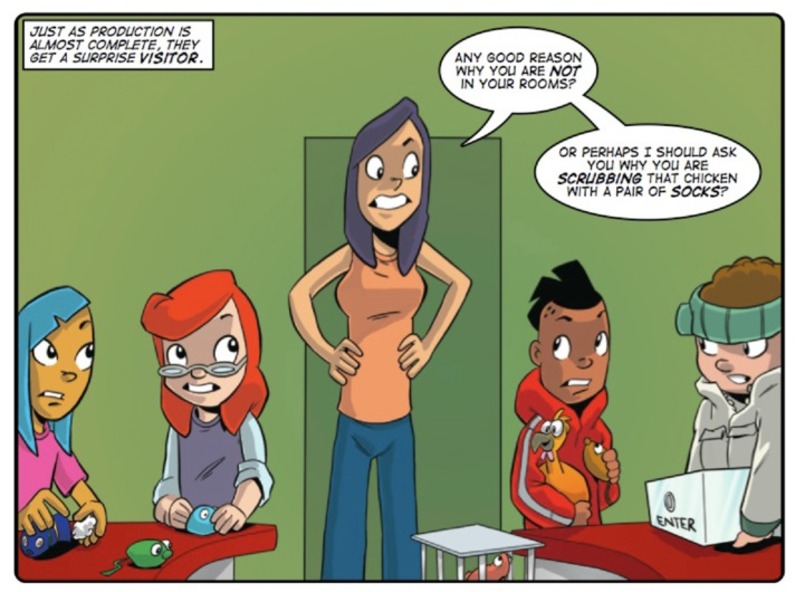 JUST AS PRODUCTION IS
ALMOST COMPLETE, THEY
GET A SURPRISE VISITOR.
ANY GOOD REASON
WHY YOU ARE NOT
IN YOUR ROOMS?
OR PERHAPS I SHOULD ASK
YOU WHY YOU ARE
SCRUBBING THAT CHICKEN
WITH A PAIR OF SOCKS?
ENTER